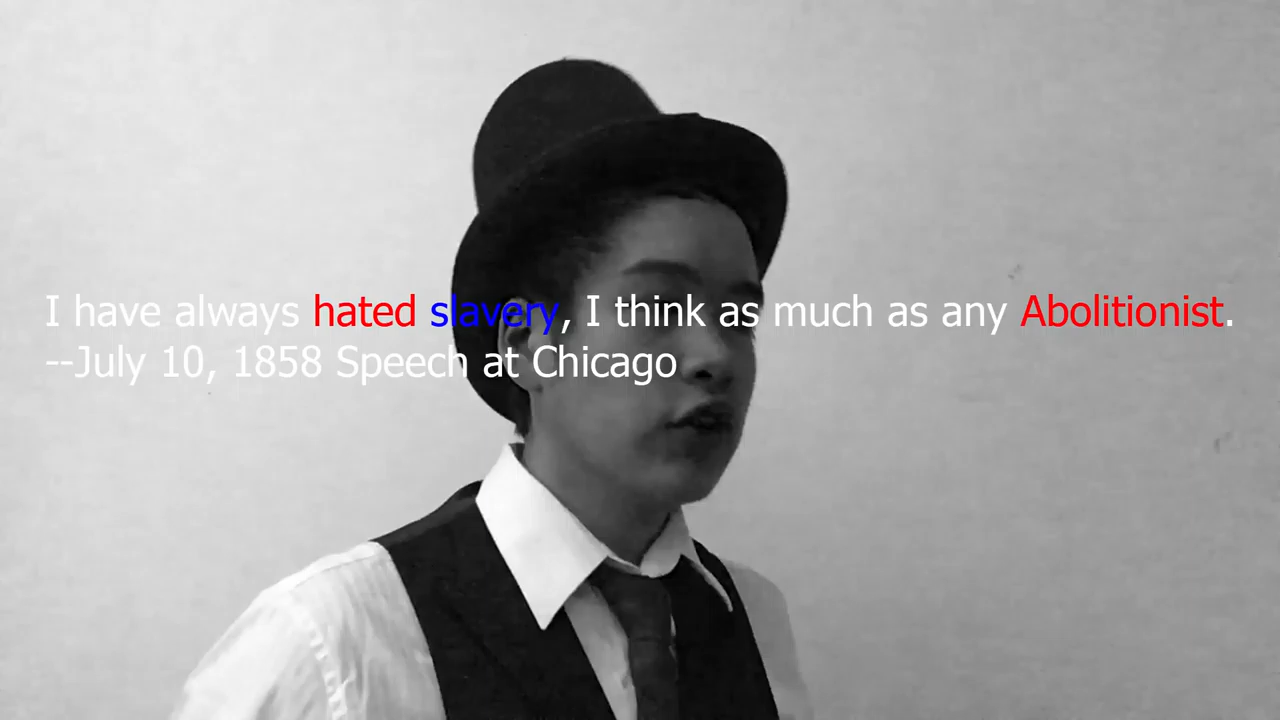 I have always hated slavery, I think as much as any Abolitionist.
--July 10, 1858 Speech at Chicago